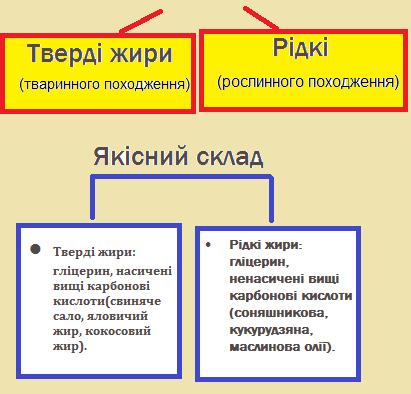 Тверді жири
(тваринного походження)
Рідкі
(рослинного походження)
Якісний склад
● Тверді жири:
гліцерин, насичені
вищі карбонові
кислоти(свиняче
сало, яловичий
жир, кокосовий
жир).
• Рідкі жири:
гліцерин,
ненасичені вищі
карбонові кислоти
(соняшникова,
кукурудзяна,
маслинова олії).